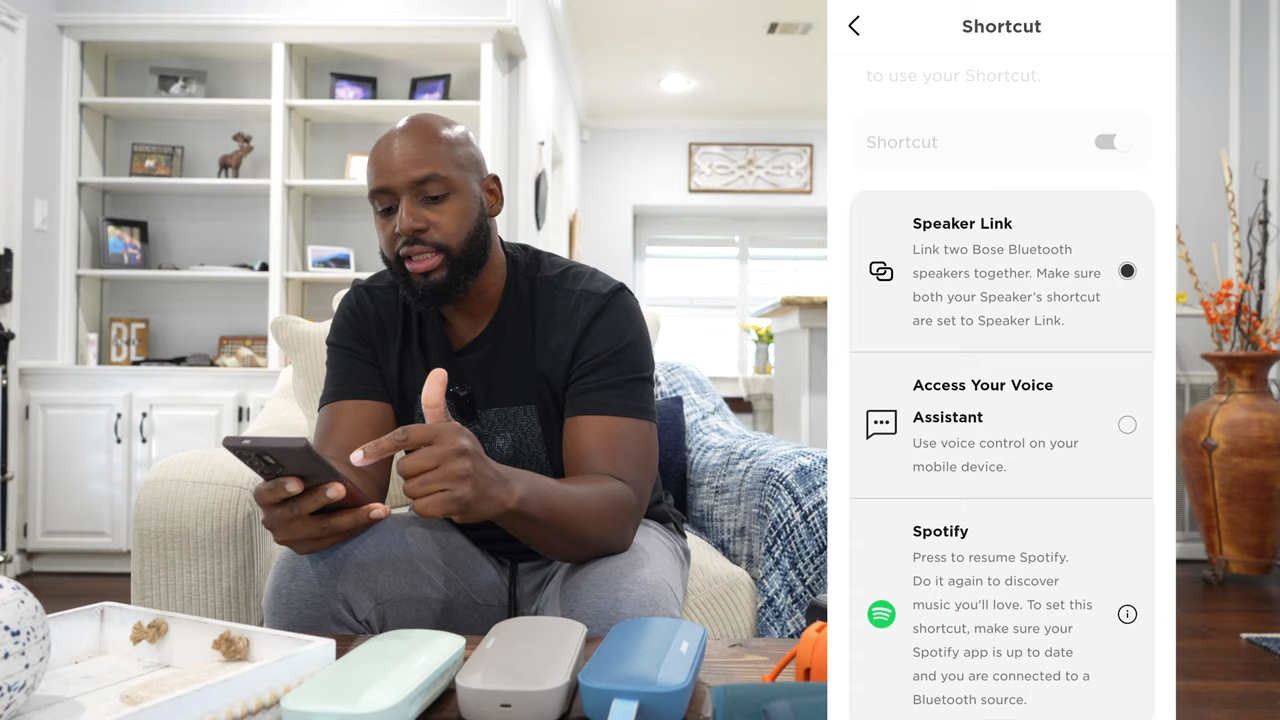 Shortcut
to use your Shortcut.
Shortcut
Speaker Link
Link two Bose Bluetooth
speakers together. Make sure
both your Speaker's shortcut
are set to Speaker Link.
Access Your Voice
Assistant
Use voice control on your
mobile device.
Spotify
Press to resume Spotify.
Do it again to discover
music you'll love. To set this
shortcut, make sure your
Spotify app is up to date
and you are connected to a
Bluetooth source.
BE